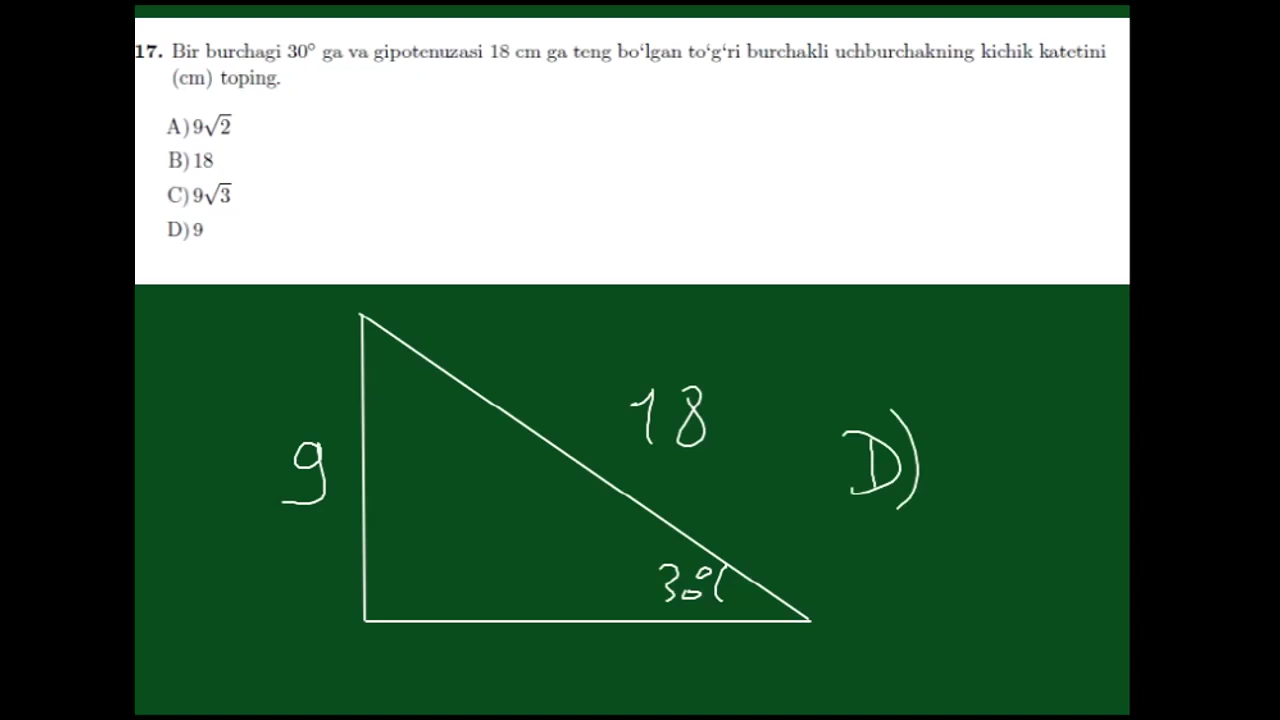 17. Bir burchagi 30° ga va gipotenuzasi 18 cm ga teng bo‘lgan to‘g‘ri burchakli uchburchakning kichik katetini
(cm) toping.
A) 9√2
B) 18
C) 9√3
D) 9
18
9
D)
30°